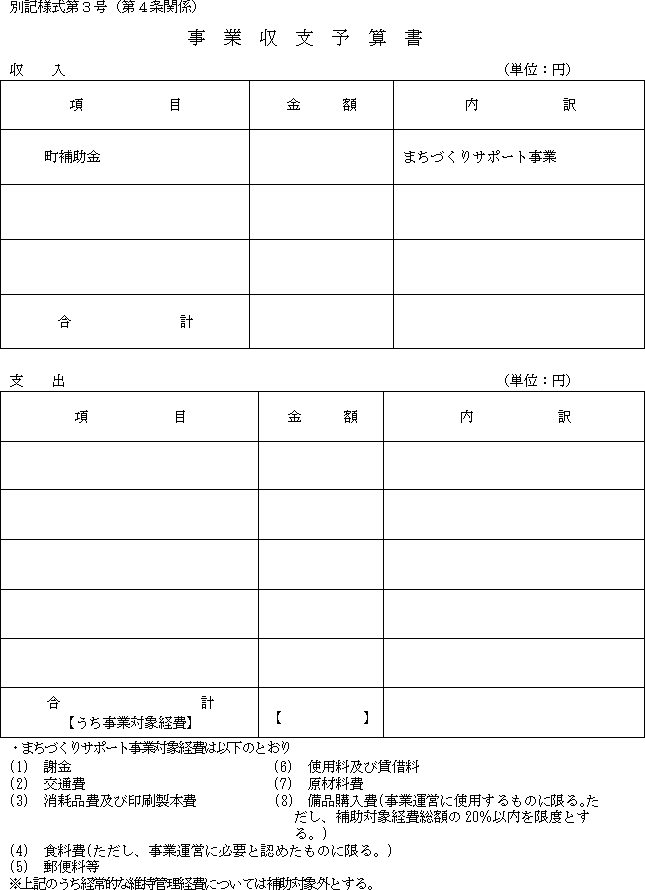 別記様式第３号（第４条関係）
事　業　収　支　予　算　書
収　　入　　（単位：円）
項　　目　　金　　額　　内　　訳
町補助金　　まちづくりサポート事業
合　　計
支　　出　　（単位：円）
項　　目　　金　　額　　内　　訳
合　　計
【うち事業対象経費】　　【　　】
・まちづくりサポート事業対象経費は以下のとおり
(1)　謝金　　(6)　使用料及び賃借料
(2)　交通費　　(7)　原材料費
(3)　消耗品費及び印刷製本費　　(8)　備品購入費(事業運営に使用するものに限る。た
だし、補助対象経費総額の20％以内を限度とす
る。)
(4)　食料費(ただし、事業運営に必要と認めたものに限る。)
(5)　郵便料等
※上記のうち経常的な維持管理経費については補助対象外とする。